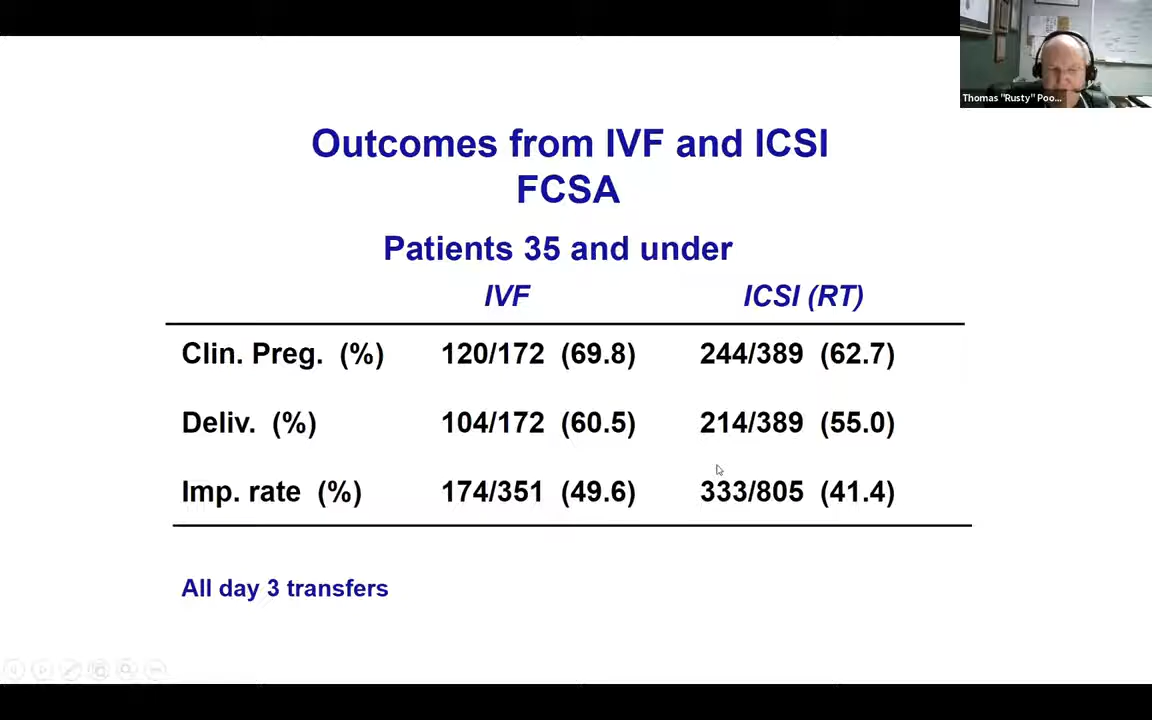 Thomas "Rusty" Poo...
Outcomes from IVF and ICSI
FCSA
Patients 35 and under
IVF ICSI (RT)
Clin. Preg. (%) 120/172 (69.8) 244/389 (62.7)
Deliv. (%) 104/172 (60.5) 214/389 (55.0)
Imp. rate (%) 174/351 (49.6) 333/805 (41.4)
All day 3 transfers